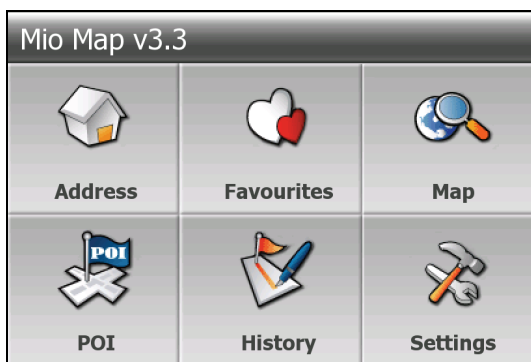 Mio Map v3.3
Address
Favourites
Map
POI
POI
History
Settings